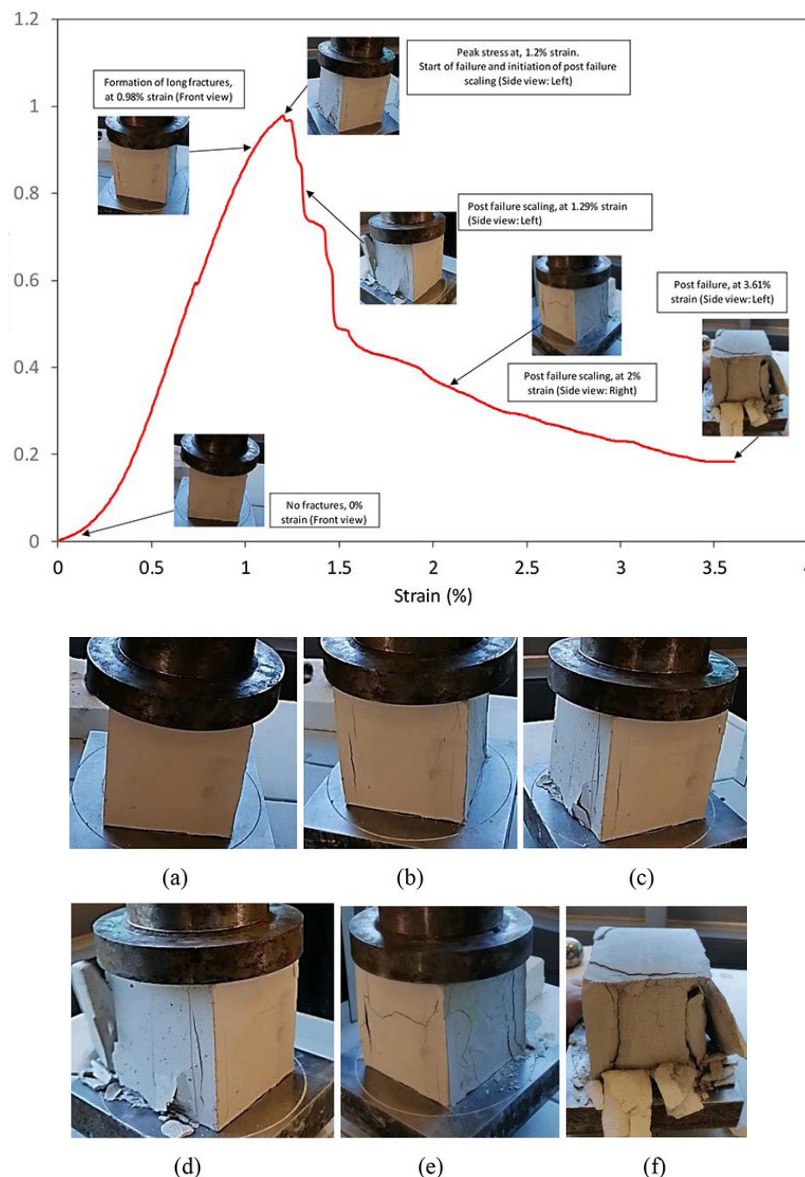 1.2
1
0.8
0.6
0.4
0.2
0
Formation of long fractures,
at 0.98% strain (Front view)
Peak stress at, 1.2% strain.
Start of failure and initiation of post failure
scaling (Side view: Left)
Post failure scaling, at 1.29% strain
(Side view: Left)
Post failure, at 3.61%
strain (Side view: Left)
Post failure scaling, at 2%
strain (Side view: Right)
No fractures, 0%
strain (Front view)
0 0.5 1 1.5 2 2.5 3 3.5 4
Strain (%)
(a) (b) (c)
(d) (e) (f)